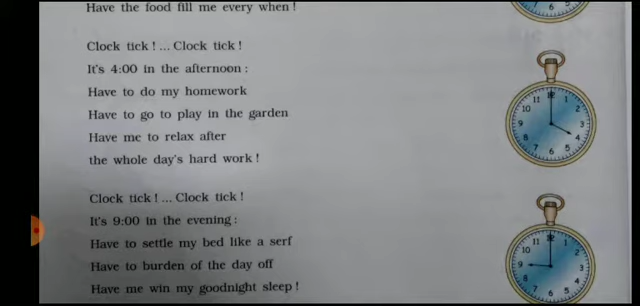 Have the food fill me every when !
Clock tick ! ... Clock tick !
It's 4:00 in the afternoon :
Have to do my homework
Have to go to play in the garden
Have me to relax after
the whole day's hard work !
Clock tick ! ... Clock tick !
It's 9:00 in the evening :
Have to settle my bed like a serf
Have to burden of the day off
Have me win my goodnight sleep !